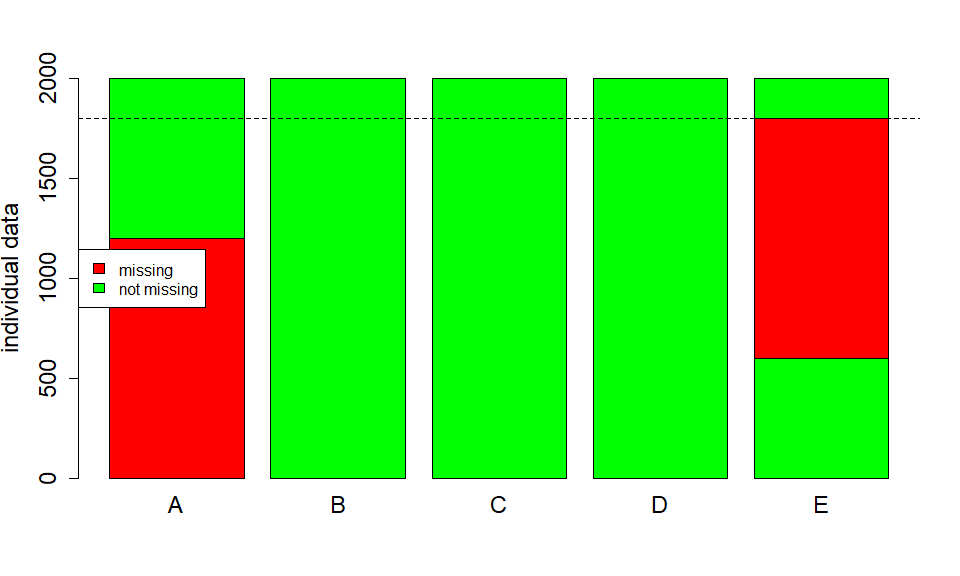 individual data
2000
1500
1000
500
0
missing
not missing
A B C D E